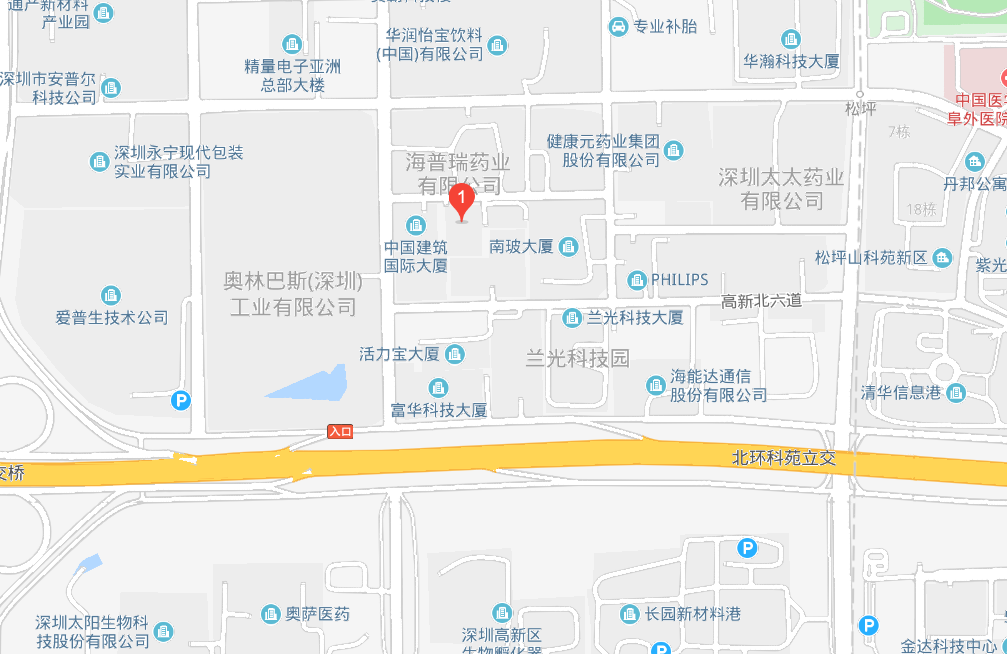 通产新材料
产业园
华润怡宝饮料
(中国)有限公司
专业补胎
精量电子亚洲
总部大楼
华瀚科技大厦
深圳市安普尔
科技公司
松坪
中国医
阜外医院
7栋
深圳永宁现代包装
实业有限公司
海普瑞药业
有限公司
健康元药业集团
股份有限公司
深圳太太药业
有限公司
丹邦公寓
18栋
1
中国建筑
国际大厦
南玻大厦
松坪山科苑新区
紫光
奥林巴斯(深圳)
工业有限公司
PHILIPS
高新北六道
爱普生技术公司
兰光科技大厦
活力宝大厦
兰光科技园
海能达通信
股份有限公司
富华科技大厦
清华信息港
P
入口
交桥
北环科苑立交
P
奥萨医药
深圳太阳生物科
技股份有限公司
深圳高新区
生物孵化器
长园新材料港
P
P
金达科技中心